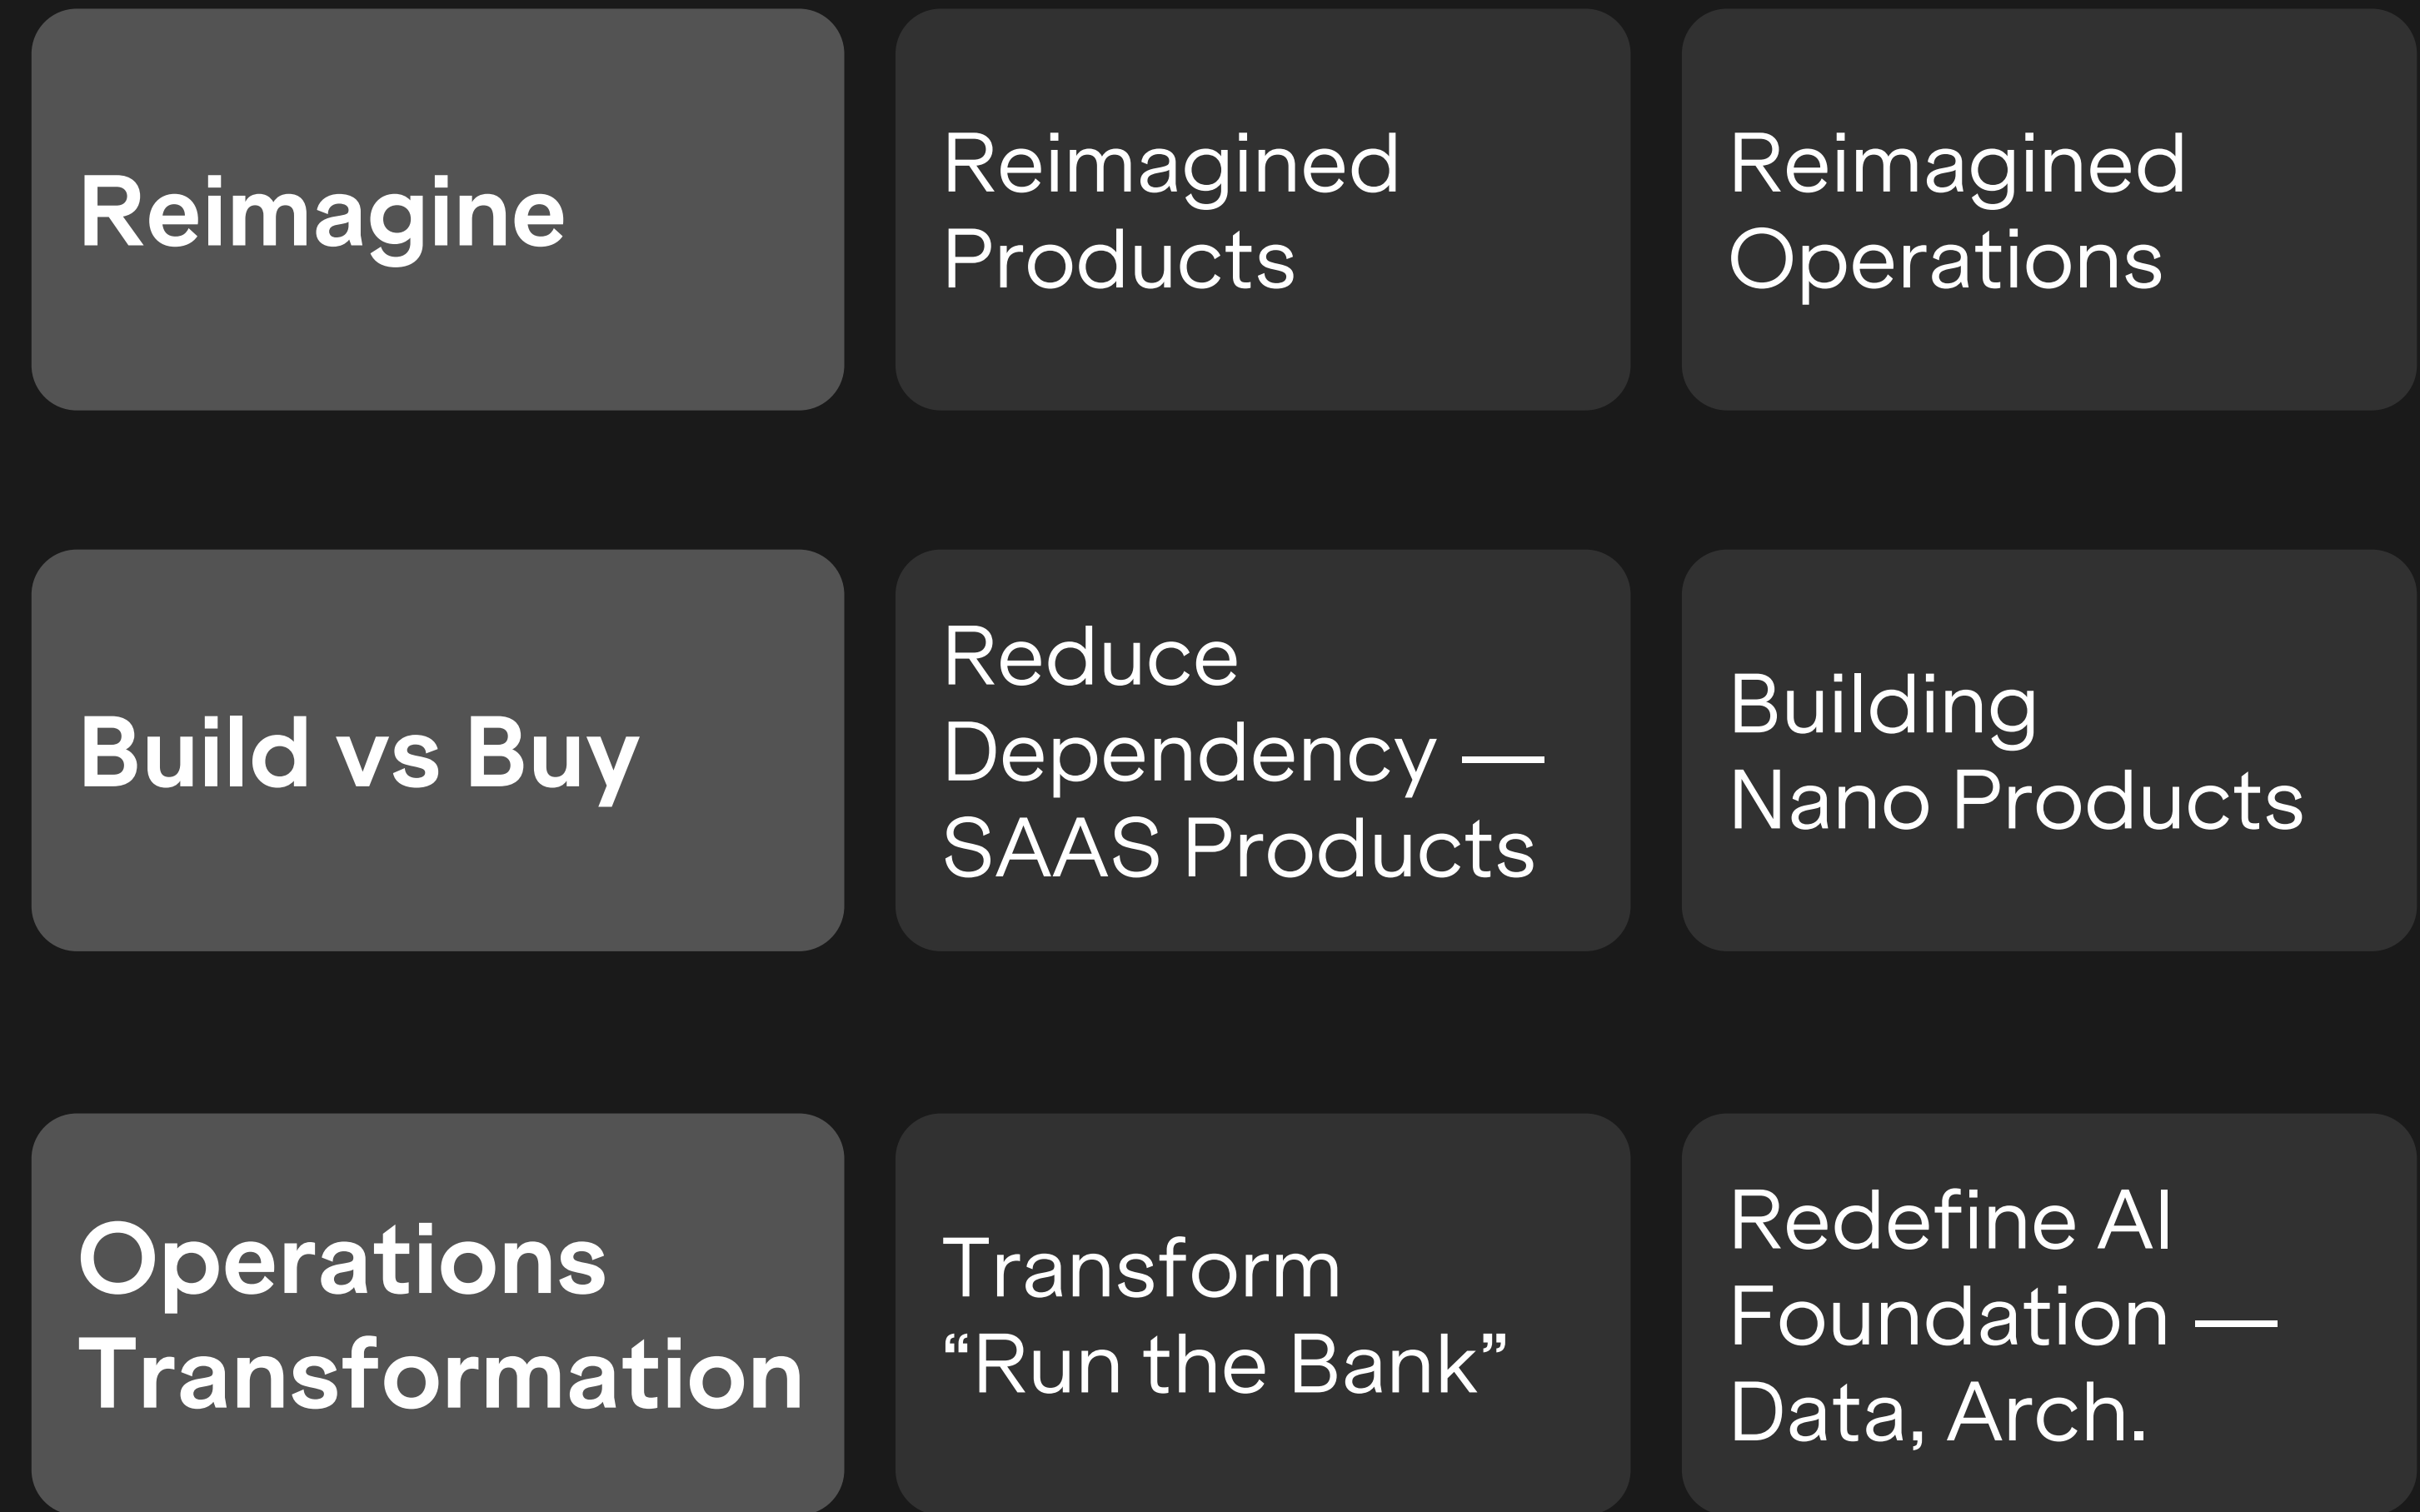 Reimagine
Reimagined
Products
Reimagined
Operations
Build vs Buy
Reduce
Dependency —
SAAS Products
Building
Nano Products
Operations
Transformation
Transform
“Run the Bank”
Redefine AI
Foundation —
Data, Arch.